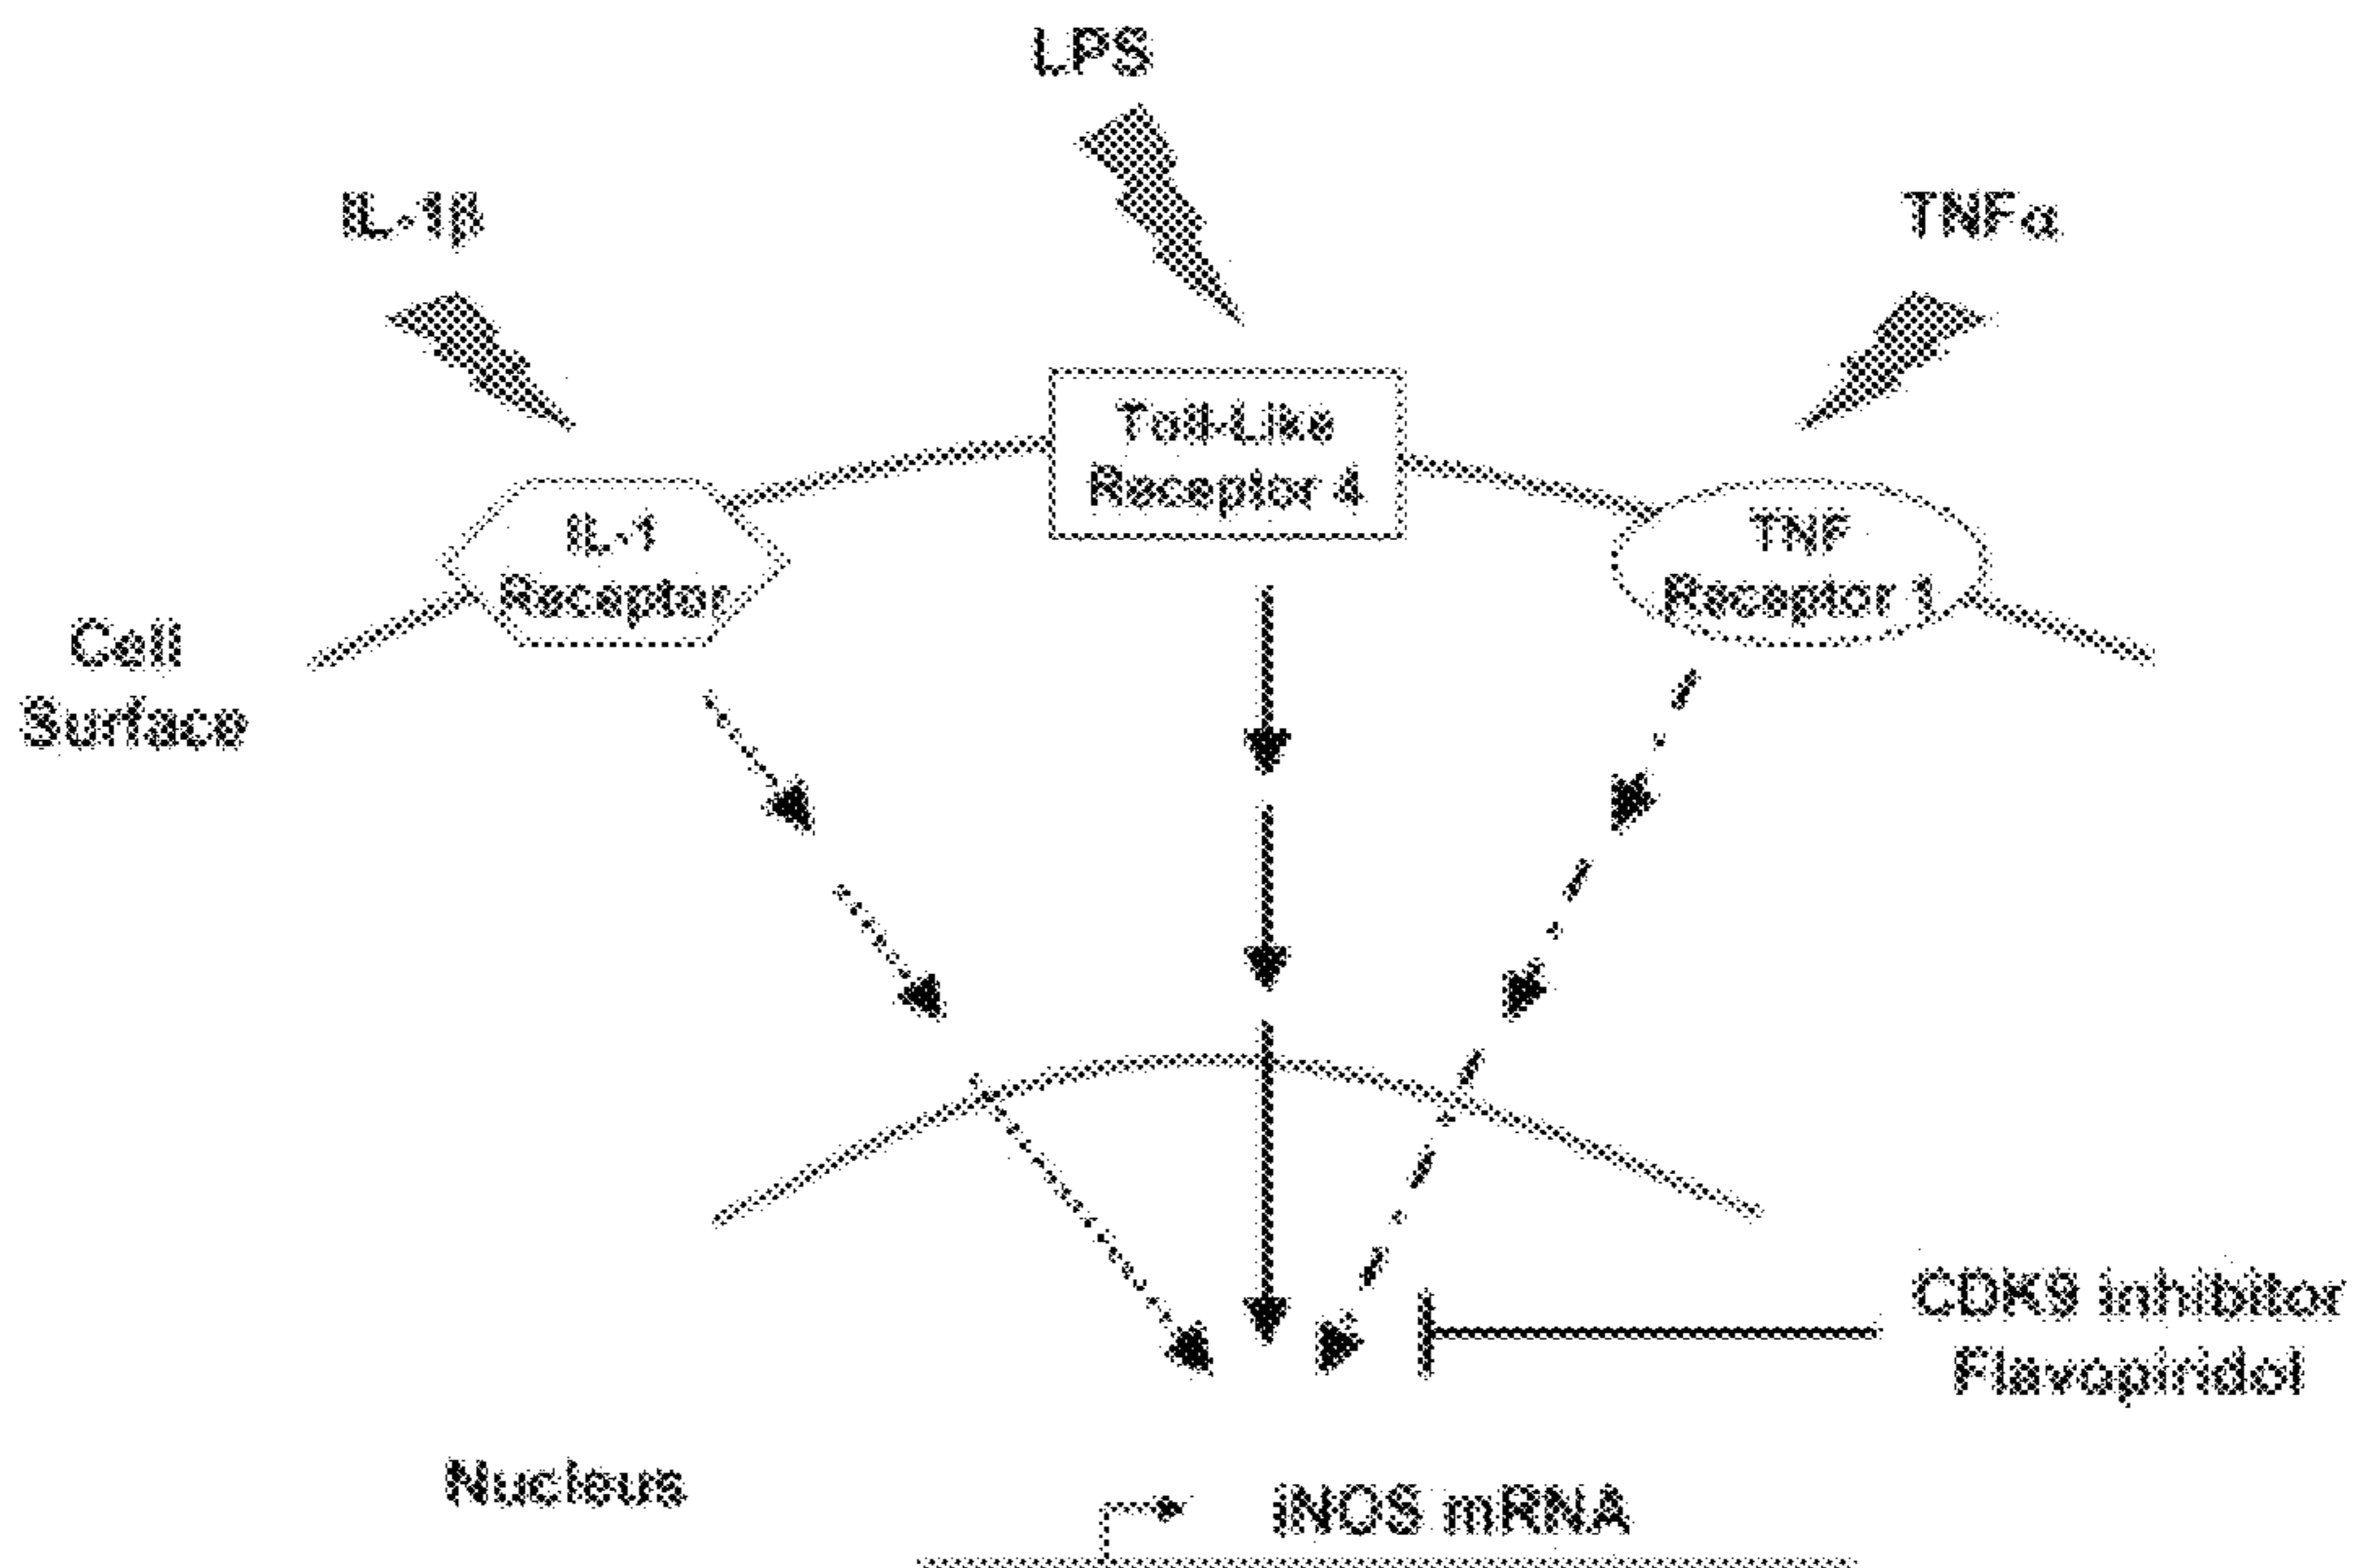 LPS
IL-1β
TNFα
Toll-Like
Receptor 4
IL-1
Receptor
TNF
Receptor 1
Cell
Surface
CDK9 inhibitor
Flavopiridol
Nucleus
iNOS mRNA